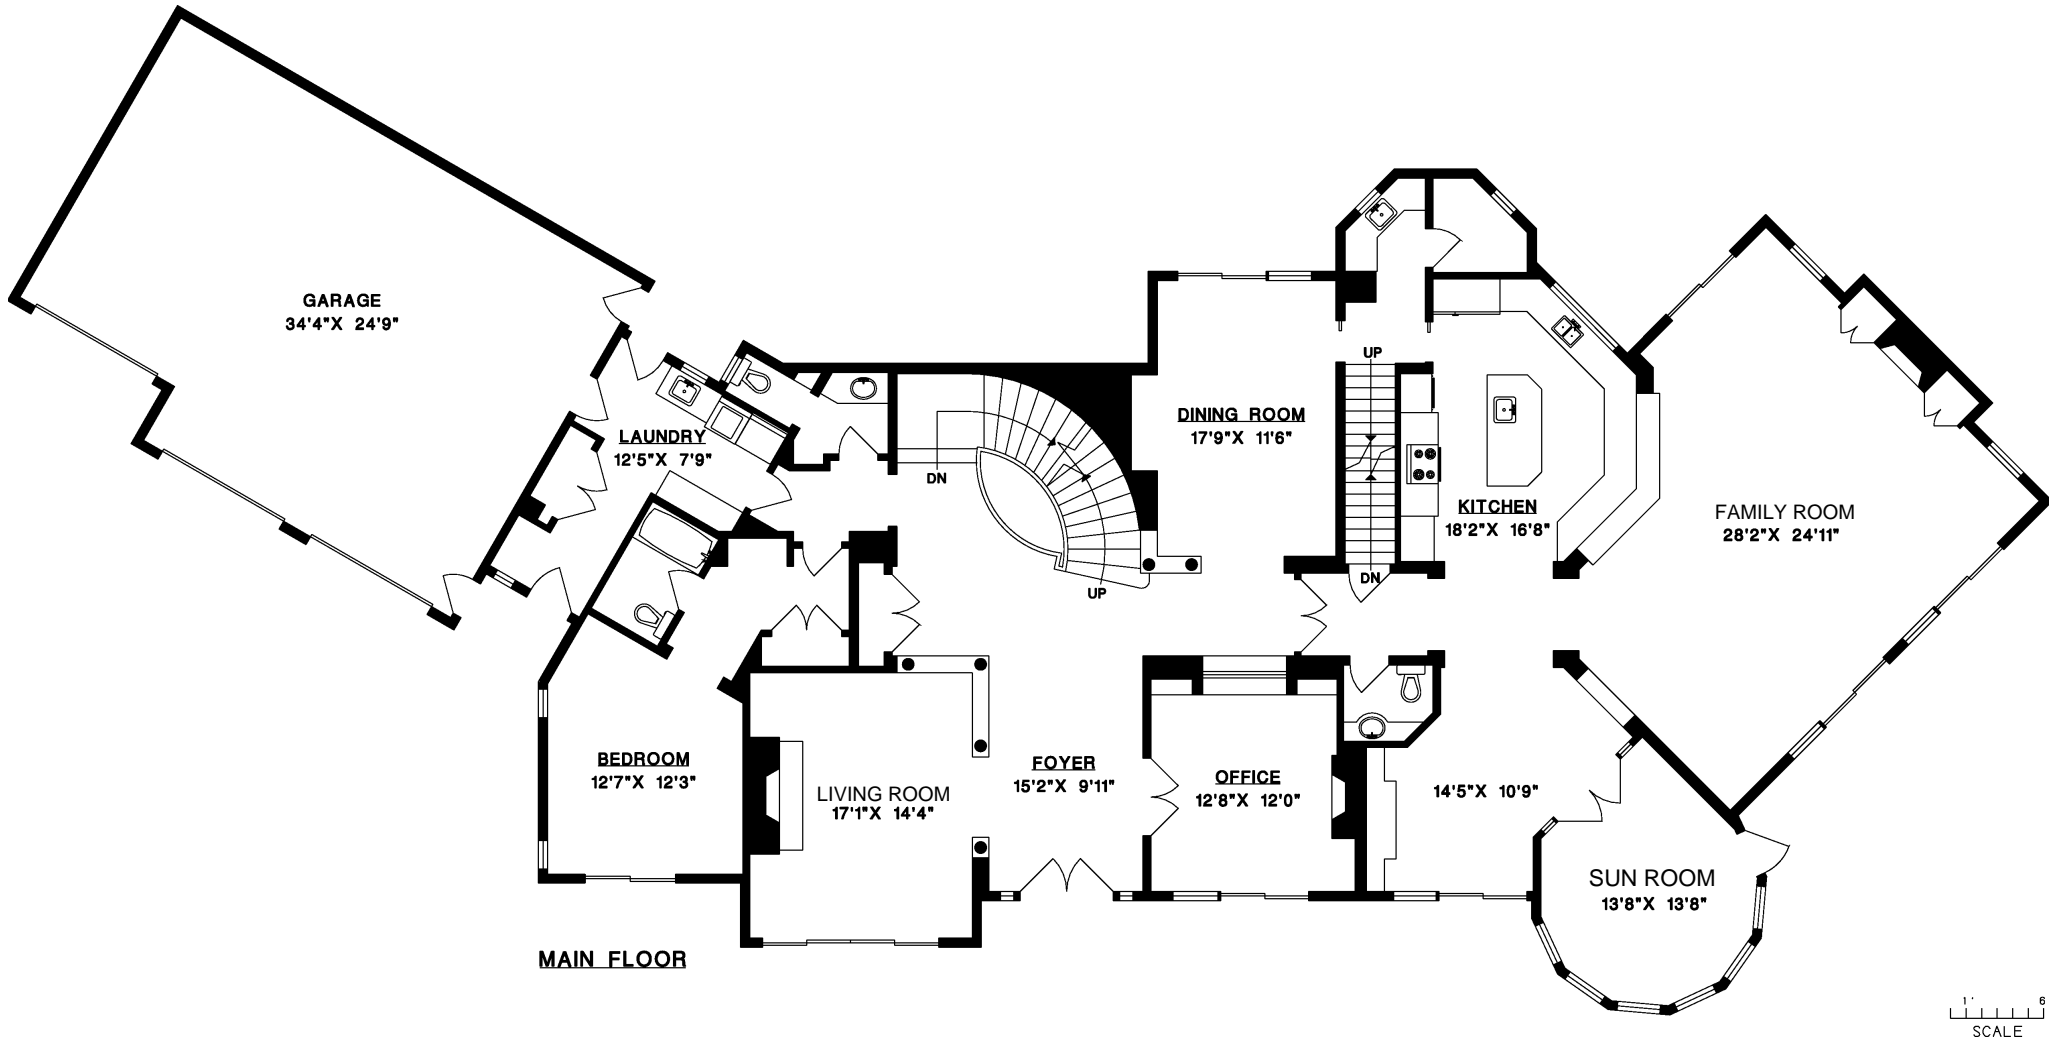 GARAGE
34'4"X 24'9"
UP
DINING ROOM
17'9"X 11'6"
LAUNDRY
12'5"X 7'9"
DN
KITCHEN
18'2"X 16'8"
FAMILY ROOM
28'2"X 24'11"
DN
UP
BEDROOM
12'7"X 12'3"
LIVING ROOM
17'1"X 14'4"
FOYER
15'2"X 9'11"
OFFICE
12'8"X 12'0"
14'5"X 10'9"
SUN ROOM
13'8"X 13'8"
MAIN FLOOR
1' 6
SCALE